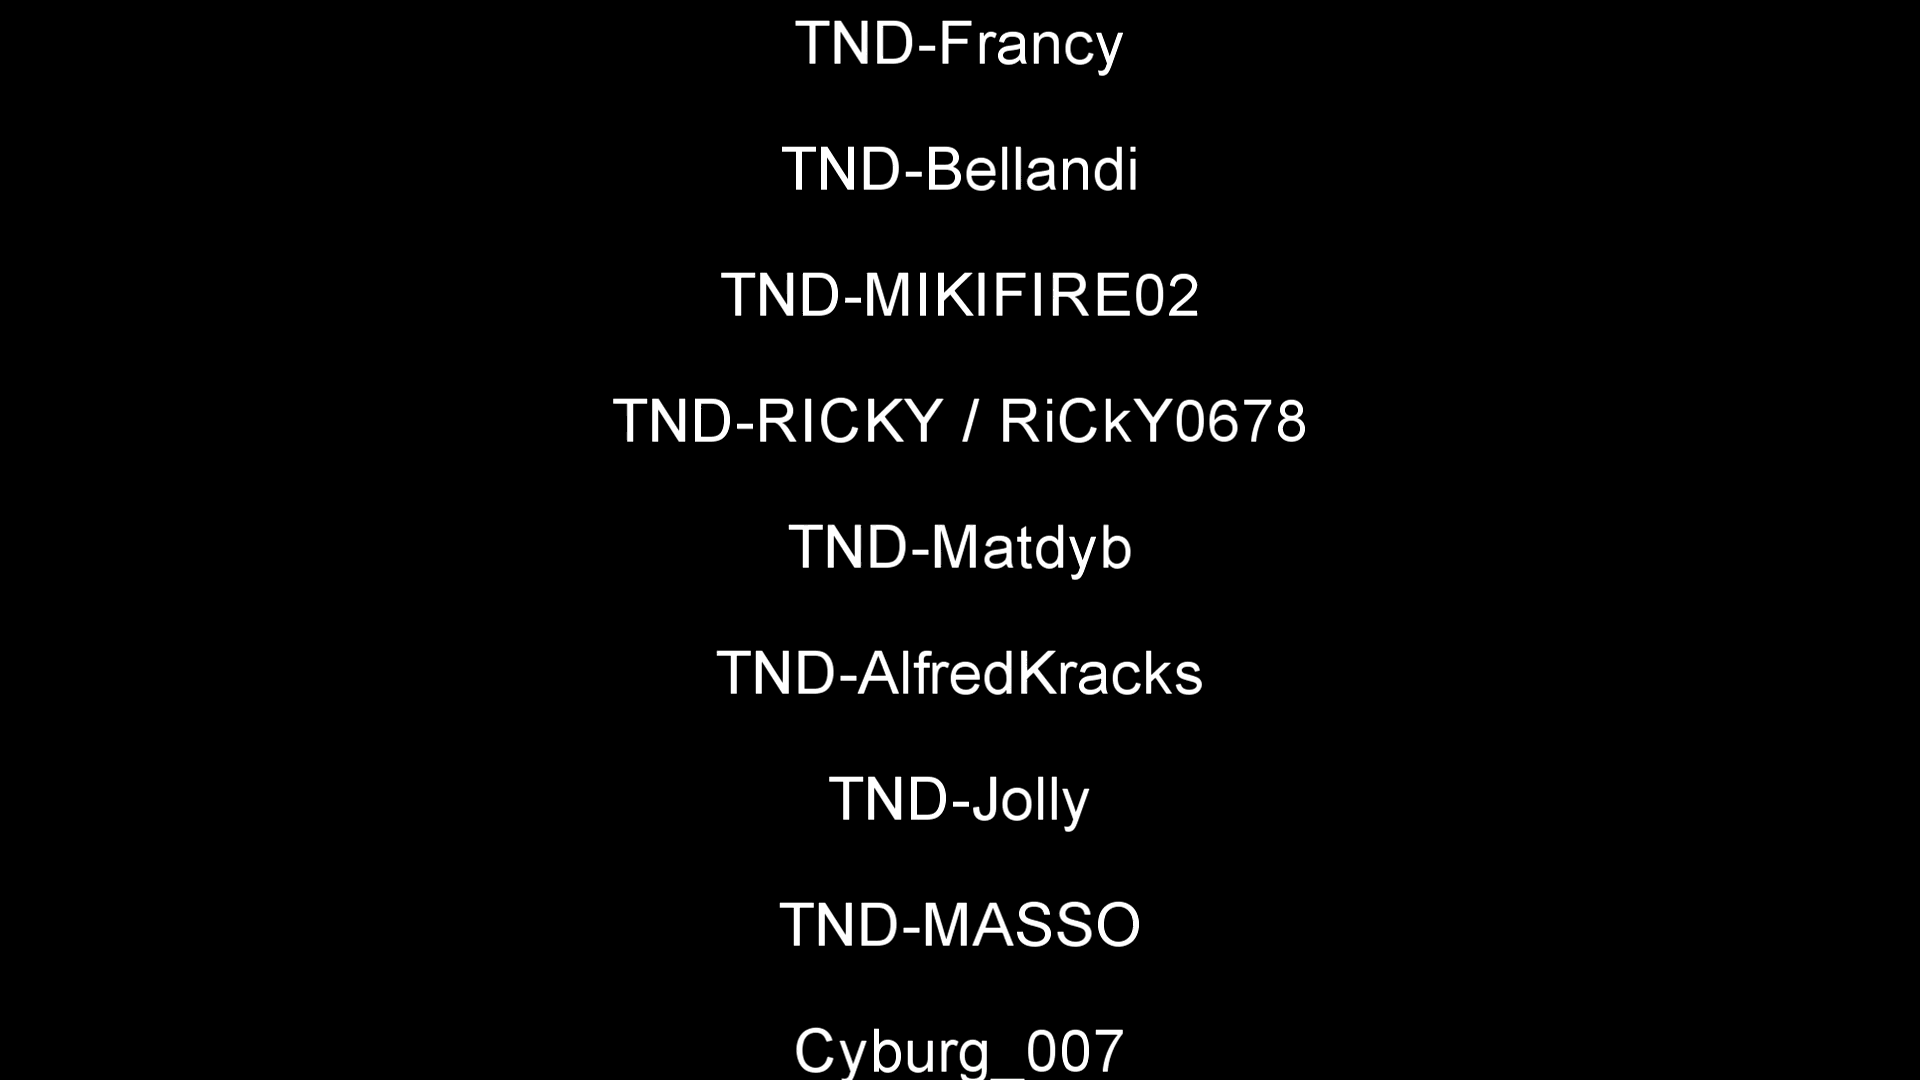 TND-Francy
TND-Bellandi
TND-MIKIFIRE02
TND-RICKY / RiCkY0678
TND-Matdyb
TND-AlfredKracks
TND-Jolly
TND-MASSO
Cyburg_007